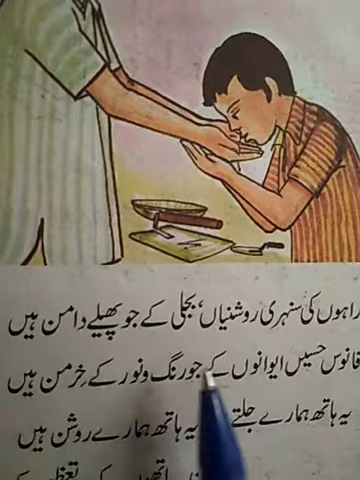 راہوں کی سنہری روشنیاں، بجلی کے جو پھیلے دامن ہیں
فانوس حسیں ایوانوں کے جو رنگ و نور کے خِرمن ہیں
یہ ہاتھ ہمارے جلتے یہ ہاتھ ہمارے روشن ہیں